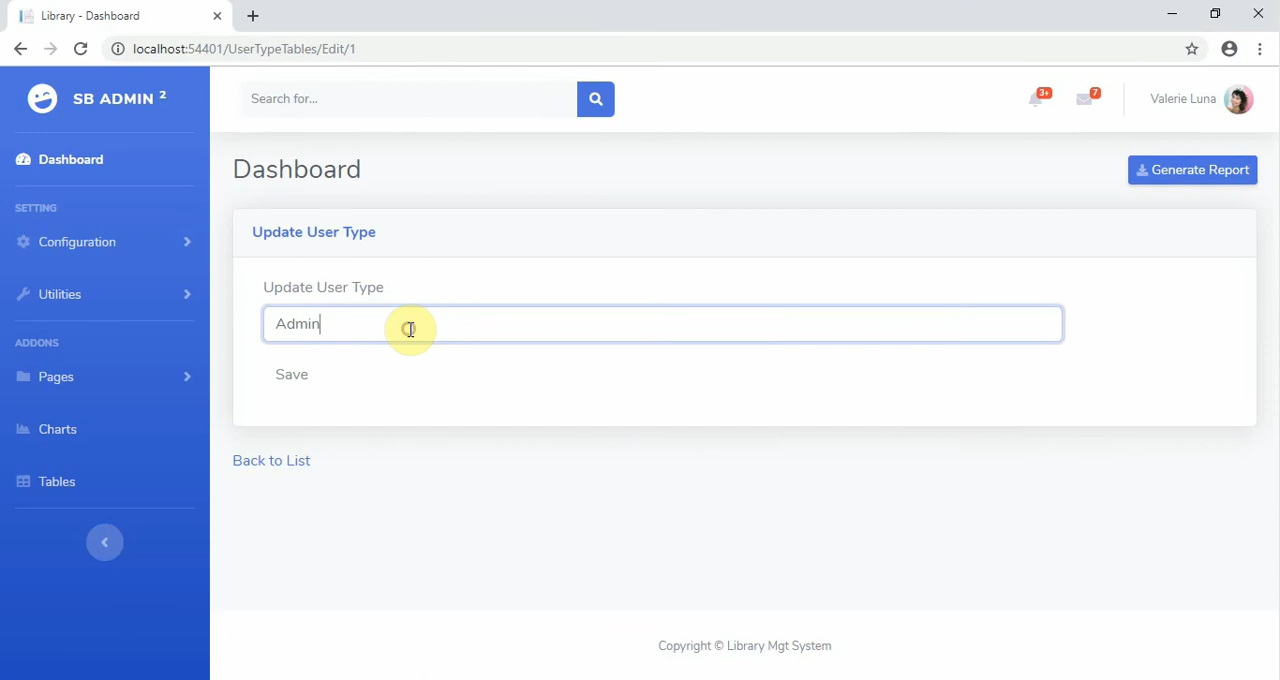 Library - Dashboard
localhost:54401/UserTypeTables/Edit/1
SB ADMIN 2
Search for...
3+
7
Valerie Luna
Dashboard
Dashboard
Generate Report
SETTING
Configuration
Utilities
ADDONS
Pages
Charts
Tables
Update User Type
Update User Type
Admin
Save
Back to List
Copyright © Library Mgt System